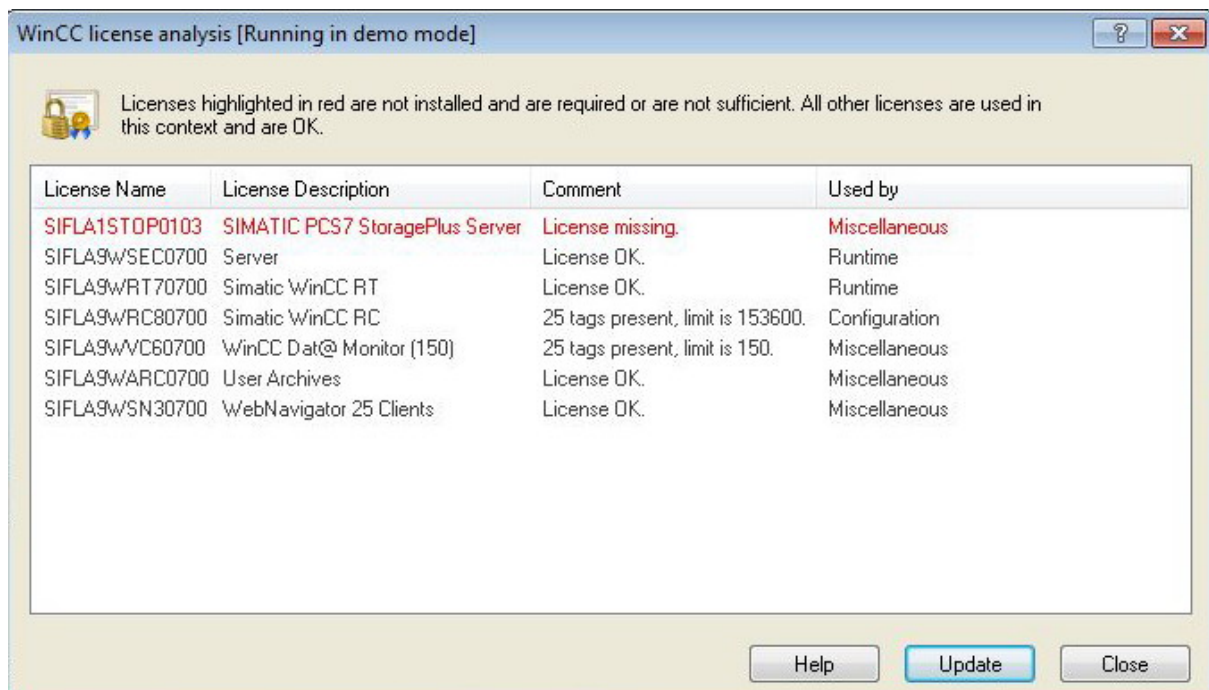 WinCC license analysis [Running in demo mode]
Licenses highlighted in red are not installed and are required or are not sufficient. All other licenses are used in
this context and are OK.
License Name License Description Comment Used by
SIFLA1STOP0103 SIMATIC PCS7 StoragePlus Server License missing. Miscellaneous
SIFLA9WSEC0700 Server License OK. Runtime
SIFLA9WRT70700 Simatic WinCC RT License OK. Runtime
SIFLA9WRC80700 Simatic WinCC RC 25 tags present, limit is 153600. Configuration
SIFLA9WVC60700 WinCC Dat@ Monitor (150) 25 tags present, limit is 150. Miscellaneous
SIFLA9WARC0700 User Archives License OK. Miscellaneous
SIFLA9WSN30700 WebNavigator 25 Clients License OK. Miscellaneous
Help Update Close